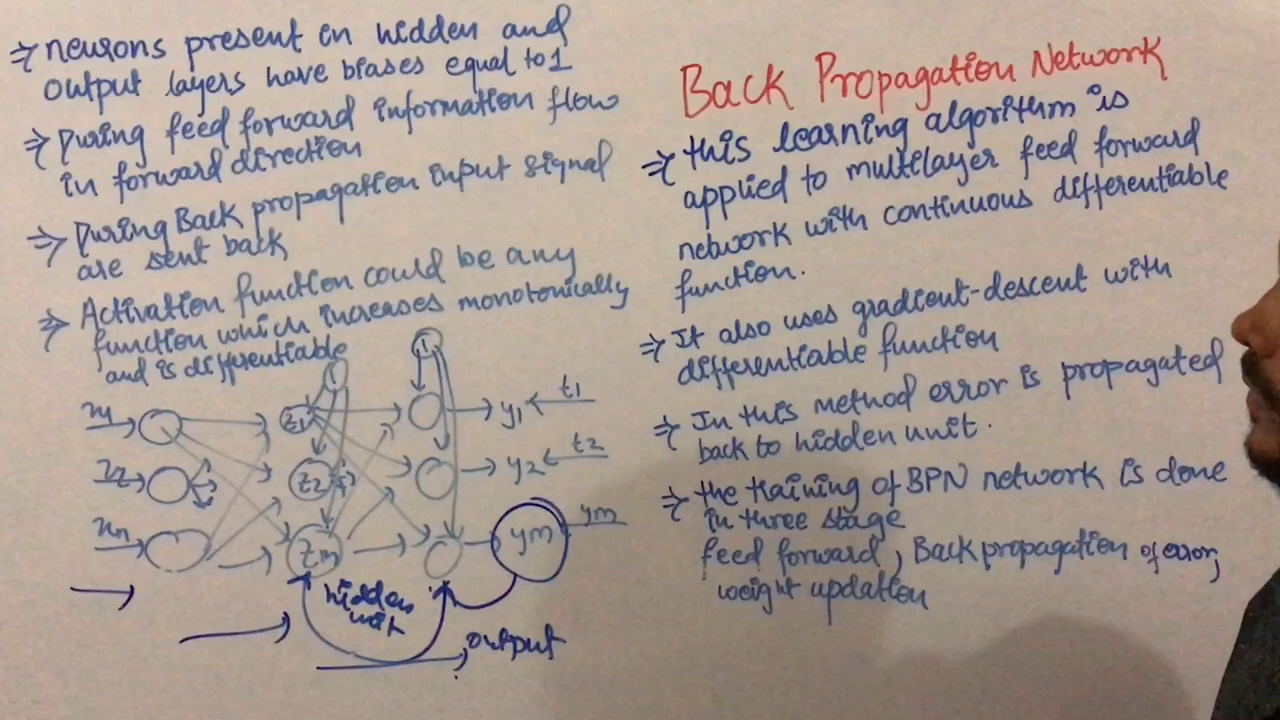 ⇒ neurons present in hidden and
output layers have biases equal to 1
⇒ During feed forward information flow
in forward direction
⇒ During Back propagation input signal
are sent back
⇒ Activation function could be any
function which increases monotonically
and is differentiable
1
1
x1
z1
y1
t1
x2
z2
y2
t2
xn
zm
ym
ym
hidden
unit
output
Back Propagation Network
⇒ this learning algorithm is
applied to multilayer feed forward
network with continuous differentiable
function.
⇒ It also uses gradient-descent with
differentiable function
⇒ In this method error is propagated
back to hidden unit.
⇒ the training of BPN network is done
in three stage
feed forward, Back propagation of error,
weight updation